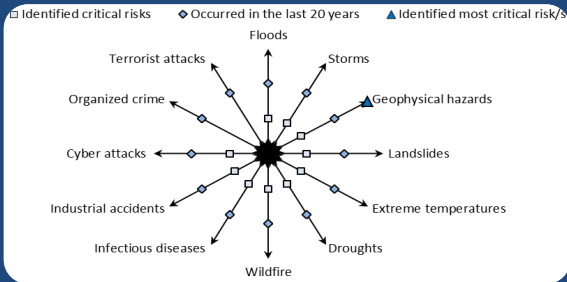 Identified critical risks Occurred in the last 20 years Identified most critical risk/s
Floods
Terrorist attacks Storms
Organized crime Geophysical hazards
Cyber attacks Landslides
Industrial accidents Extreme temperatures
Infectious diseases Droughts
Wildfire